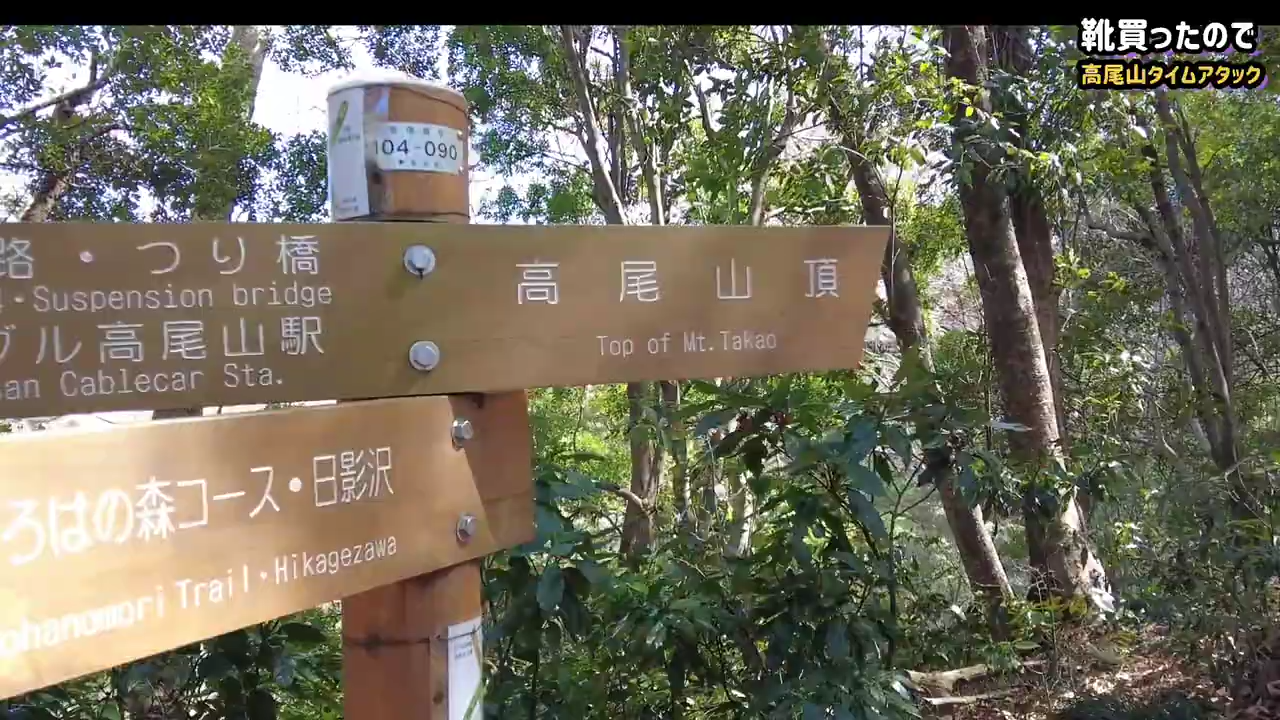 靴買ったので
高尾山タイムアタック
104-090
路・つり橋
・Suspension bridge
ブル高尾山駅
san Cablecar Sta.
高尾山頂
Top of Mt.Takao
ろはの森コース・日影沢
ohanomori Trail・Hikagezawa